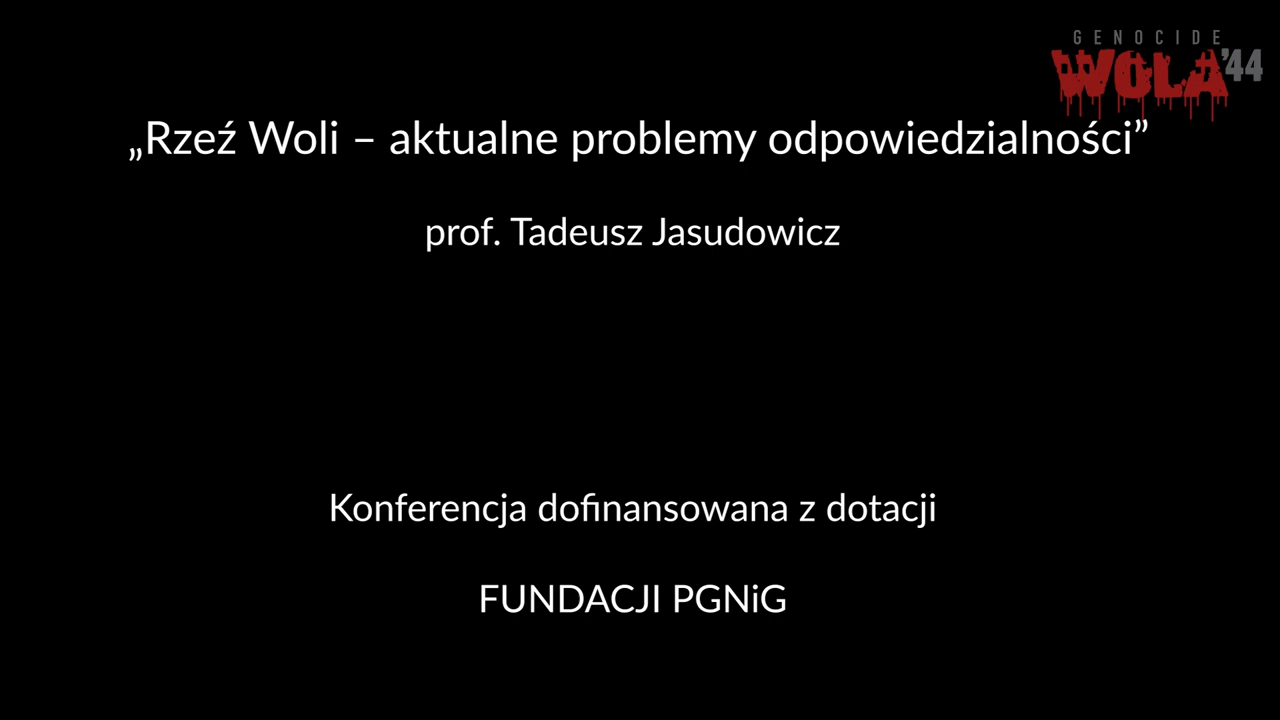 GENOCIDE
WOLA'44
„Rzeź Woli – aktualne problemy odpowiedzialności”
prof. Tadeusz Jasudowicz
Konferencja dofinansowana z dotacji
FUNDACJI PGNiG